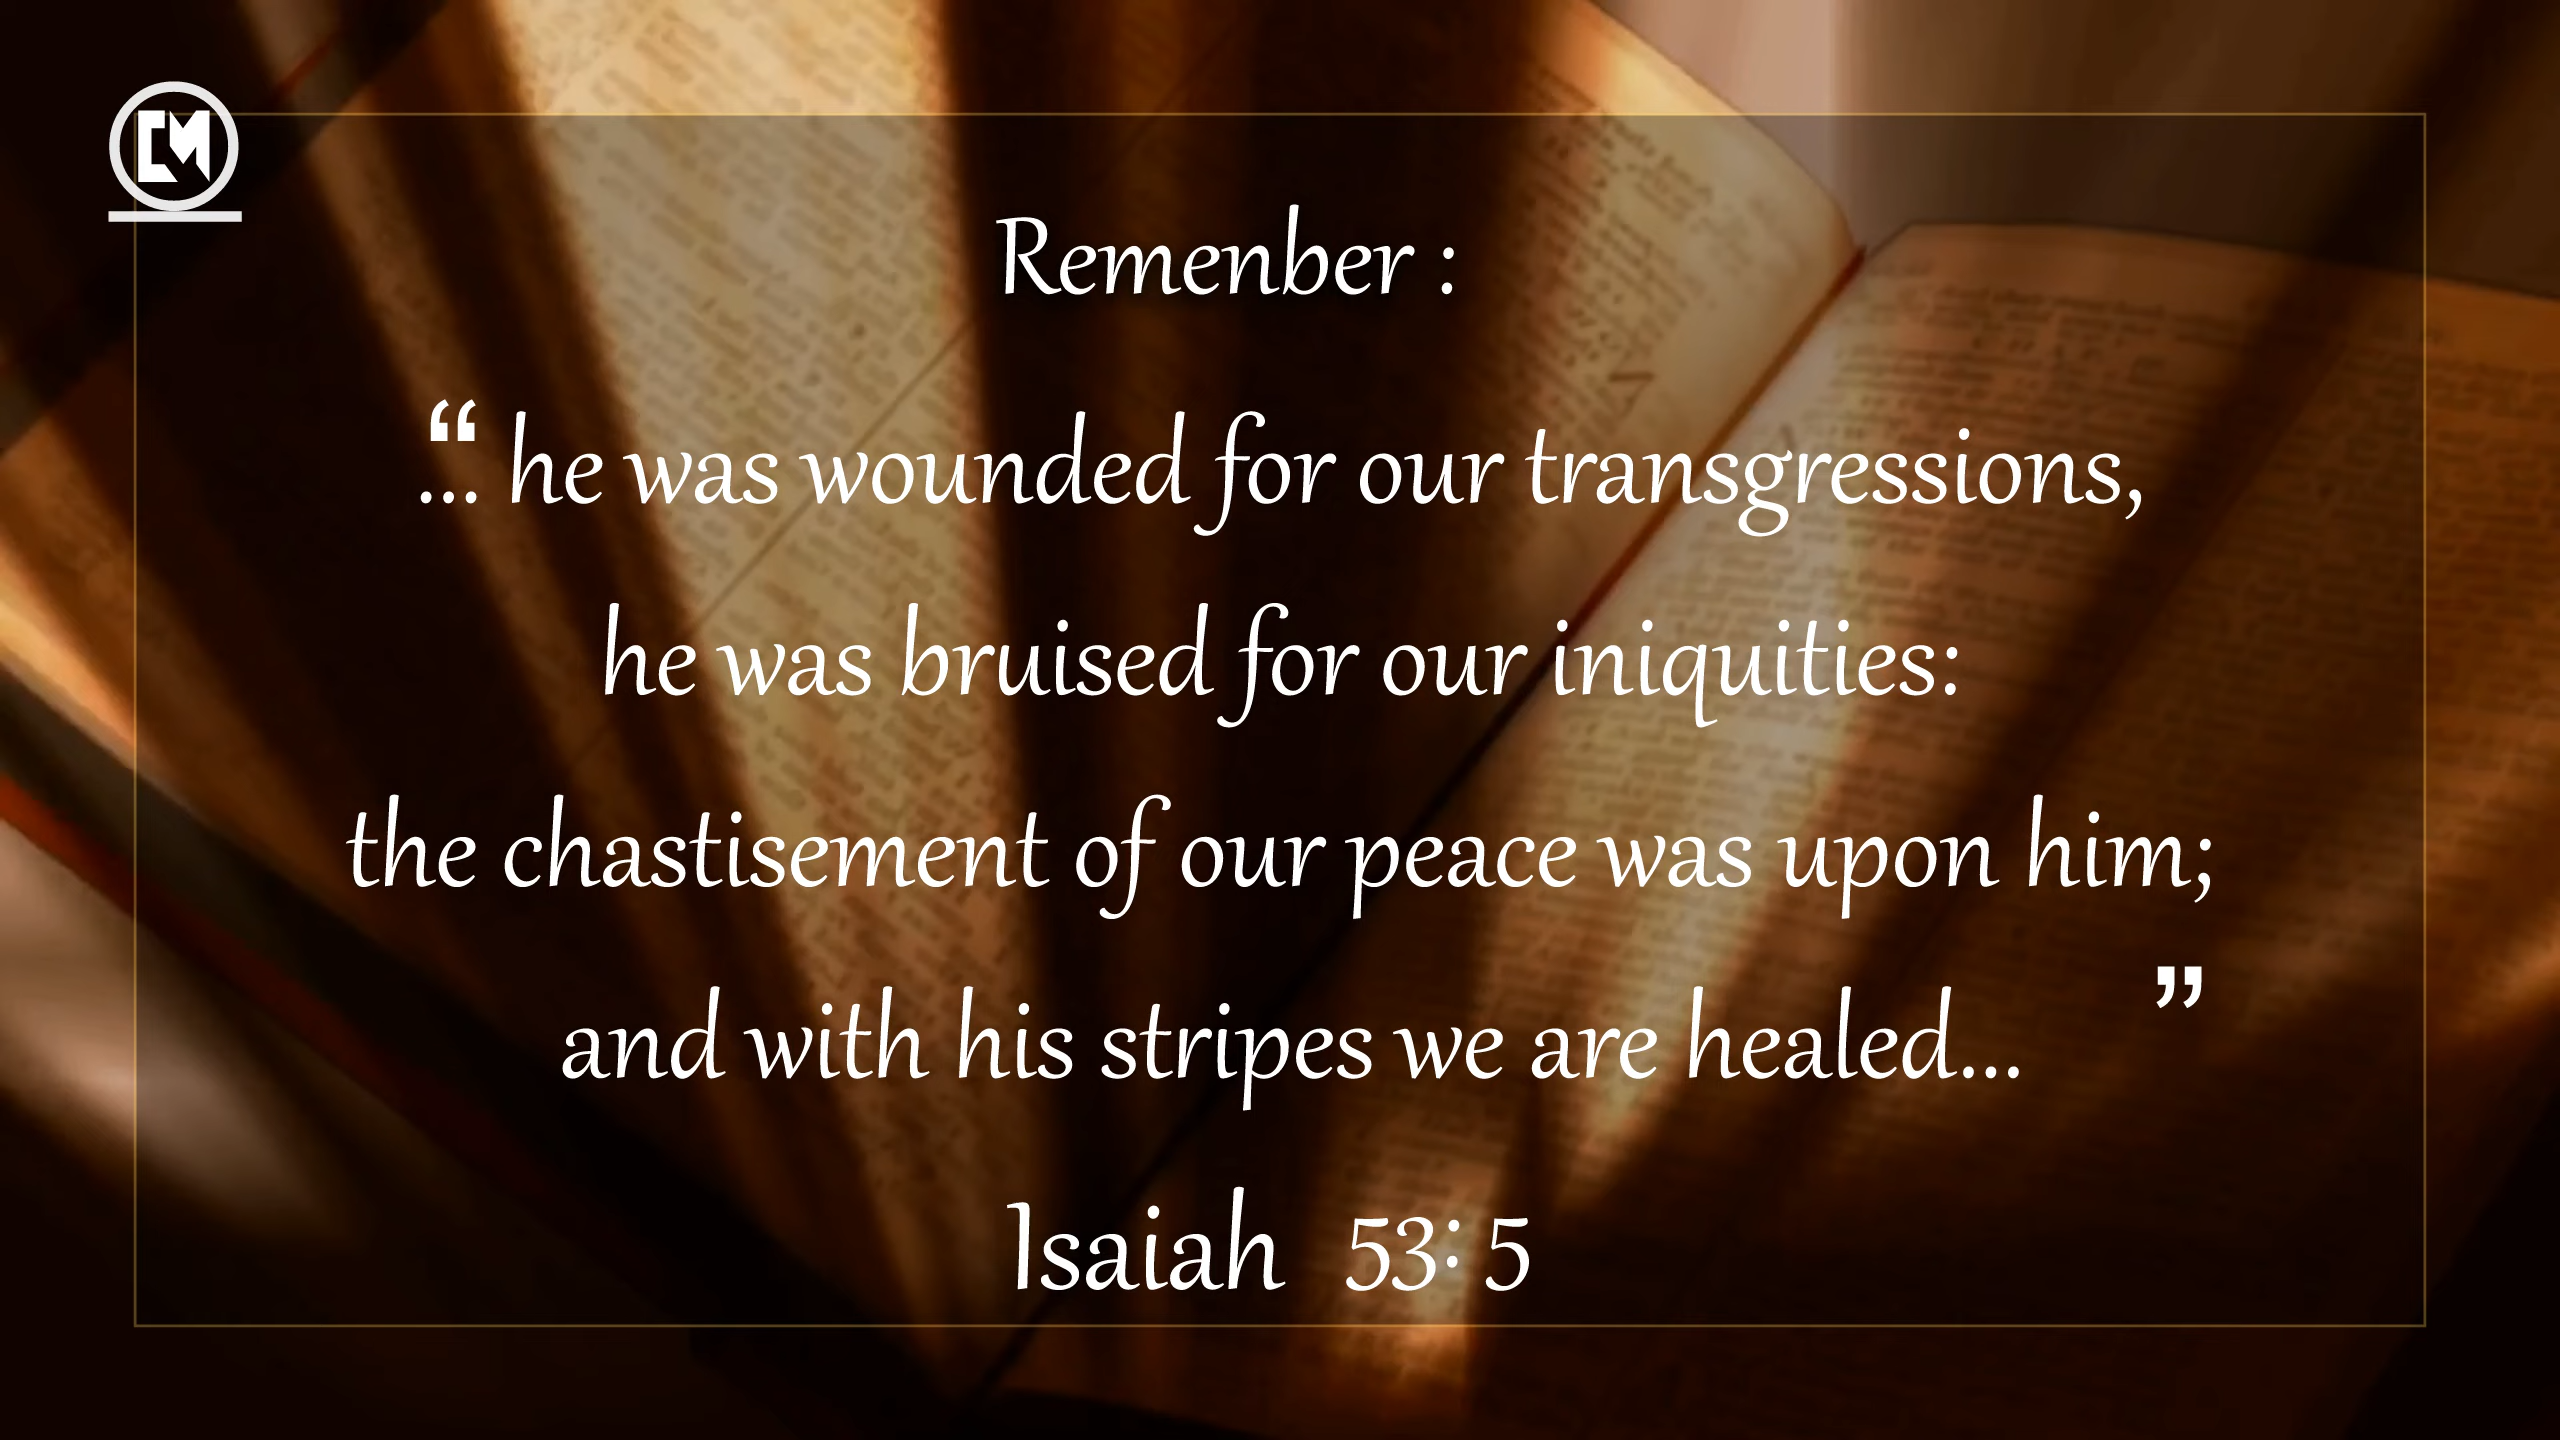 CM
Remenber :
“... he was wounded for our transgressions,
he was bruised for our iniquities:
the chastisement of our peace was upon him;
and with his stripes we are healed... ”
Isaiah 53: 5